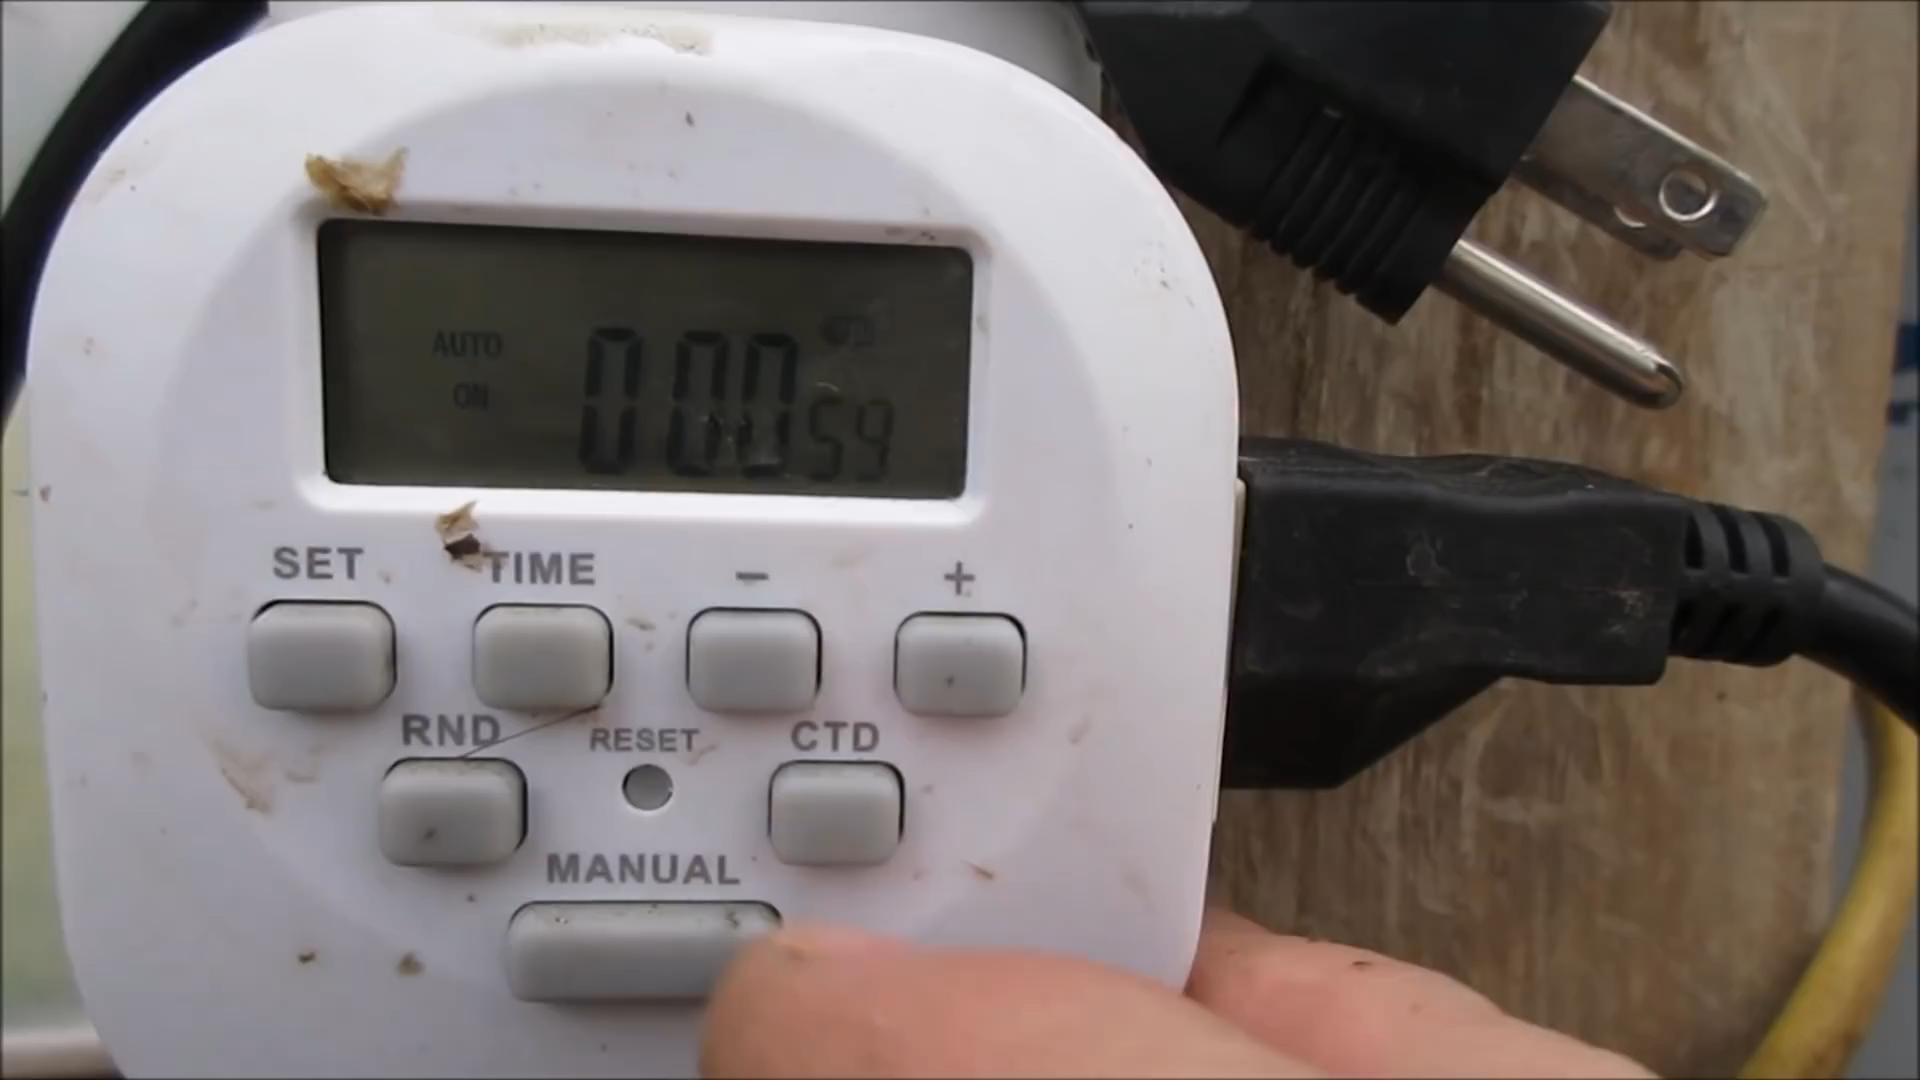 AUTO
ON
0 00 59
SET TIME - +
RND RESET CTD
MANUAL